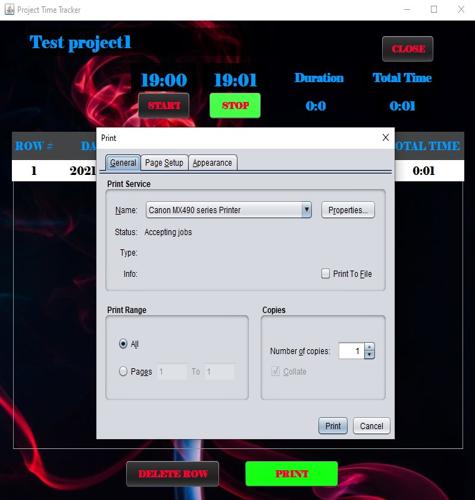 Project Time Tracker
Test project1
CLOSE
19:00 19:01 Duration Total Time
START STOP 0:0 0:01
ROW # DA OTAL TIME
1 2021 0:01
Print
General Page Setup Appearance
Print Service
Name: Canon MX490 series Printer Properties...
Status: Accepting jobs
Type:
Info: Print To File
Print Range Copies
All Number of copies: 1
Pages 1 To 1 Collate
Print Cancel
DELETE ROW PRINT